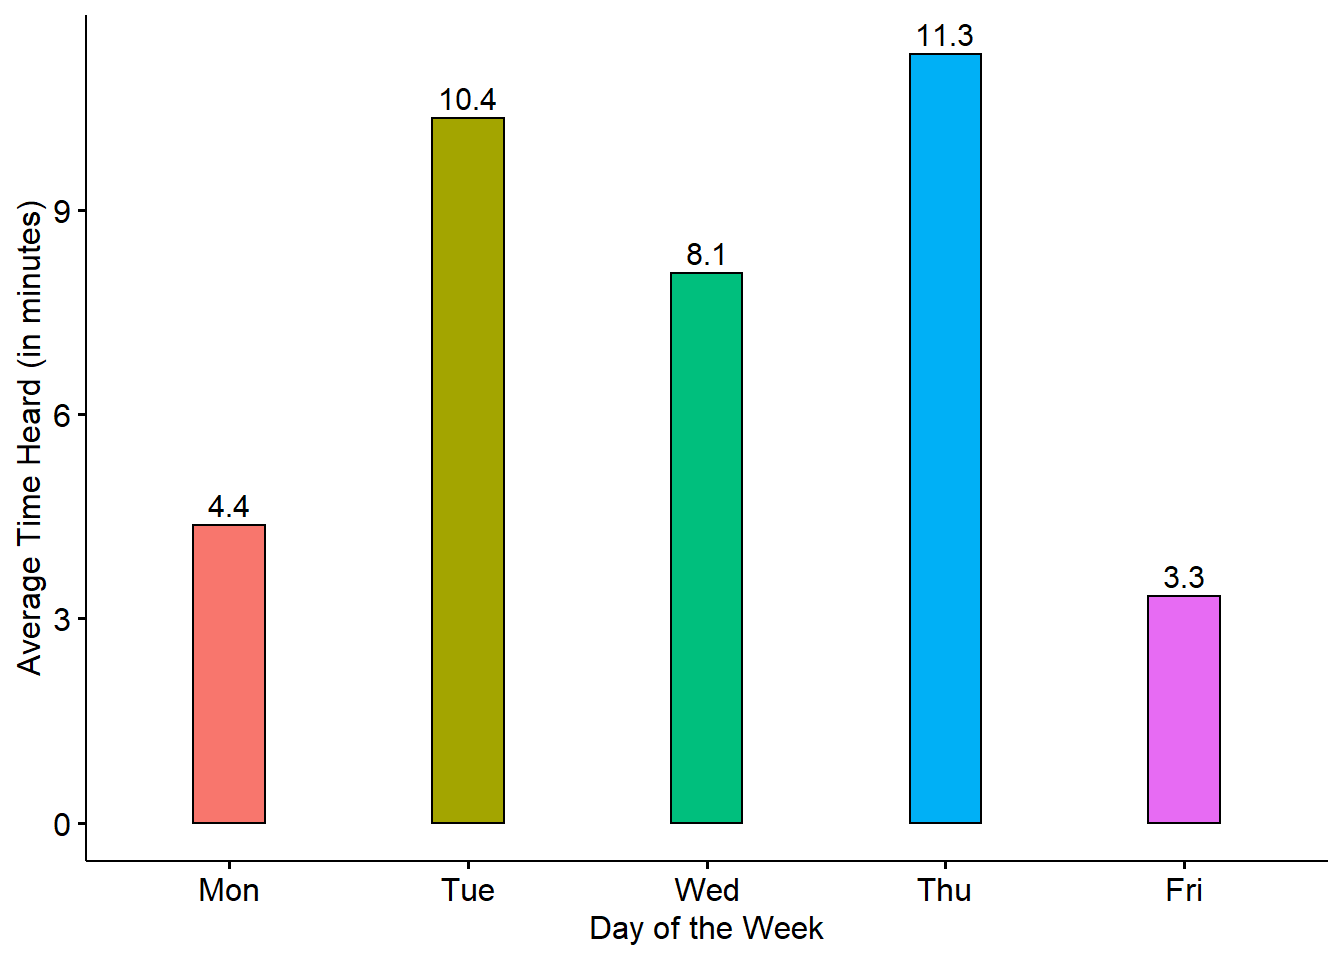 Average Time Heard (in minutes)
9
6
3
0
4.4
10.4
8.1
11.3
3.3
Mon
Tue
Wed
Thu
Fri
Day of the Week